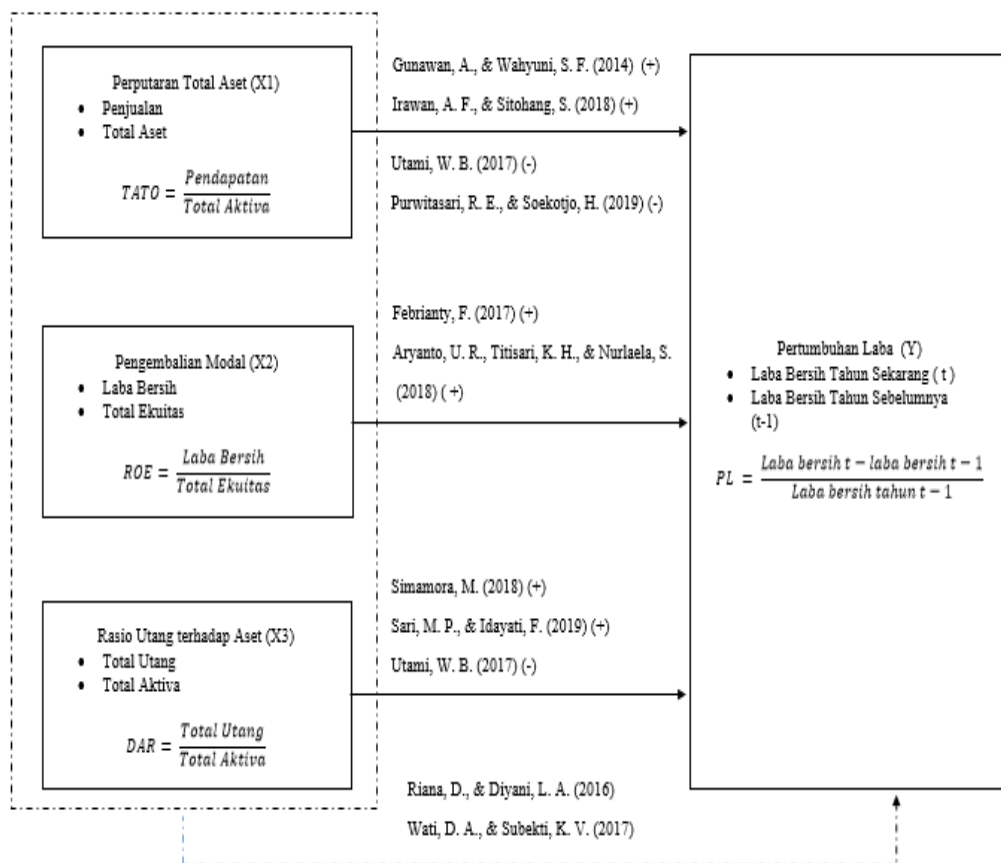 Perputaran Total Aset (X1)
• Penjualan
• Total Aset
TATO = Pendapatan / Total Aktiva
Gunawan, A., & Wahyuni, S. F. (2014) (+)
Irawan, A. F., & Sitohang, S. (2018) (+)
Utami, W. B. (2017) (-)
Purwitasari, R. E., & Soekotjo, H. (2019) (-)
Pengembalian Modal (X2)
• Laba Bersih
• Total Ekuitas
ROE = Laba Bersih / Total Ekuitas
Febrianty, F. (2017) (+)
Aryanto, U. R., Titisari, K. H., & Nurlaela, S.
(2018) ( +)
Rasio Utang terhadap Aset (X3)
• Total Utang
• Total Aktiva
DAR = Total Utang / Total Aktiva
Simamora, M. (2018) (+)
Sari, M. P., & Idayati, F. (2019) (+)
Utami, W. B. (2017) (-)
Riana, D., & Diyani, L. A. (2016)
Wati, D. A., & Subekti, K. V. (2017)
Pertumbuhan Laba (Y)
• Laba Bersih Tahun Sekarang ( t )
• Laba Bersih Tahun Sebelumnya
(t-1)
PL = Laba bersih t − laba bersih t − 1 / Laba bersih tahun t − 1